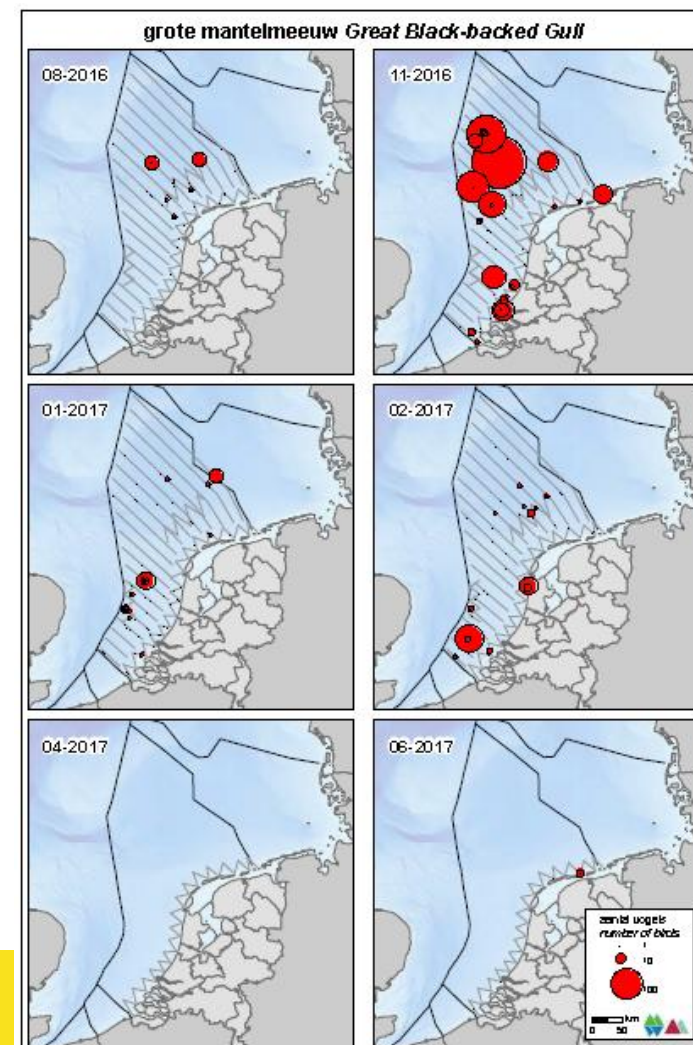 grote mantelmeeuw Great Black-backed Gull
08-2016
11-2016
01-2017
02-2017
04-2017
06-2017
aantal vogels
number of birds
1
10
100
km
0 50